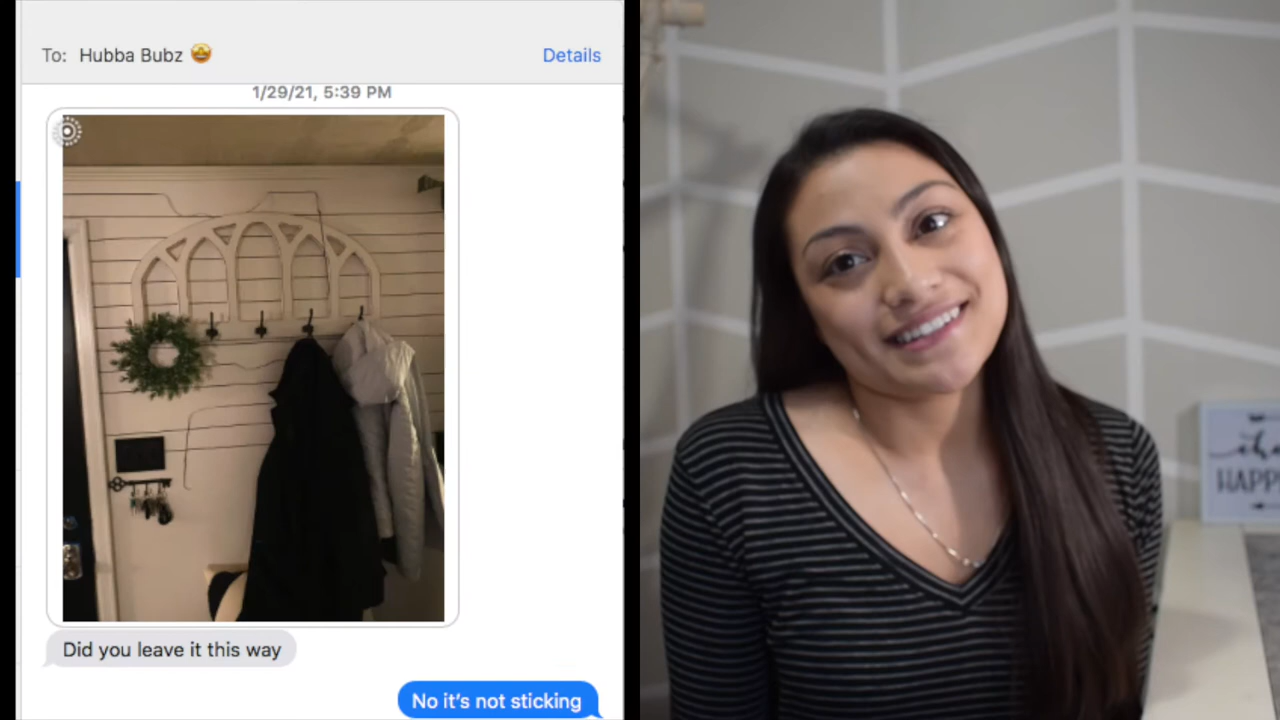 To: Hubba Bubz 🤩
Details
1/29/21, 5:39 PM
Did you leave it this way
No it's not sticking
HAPP